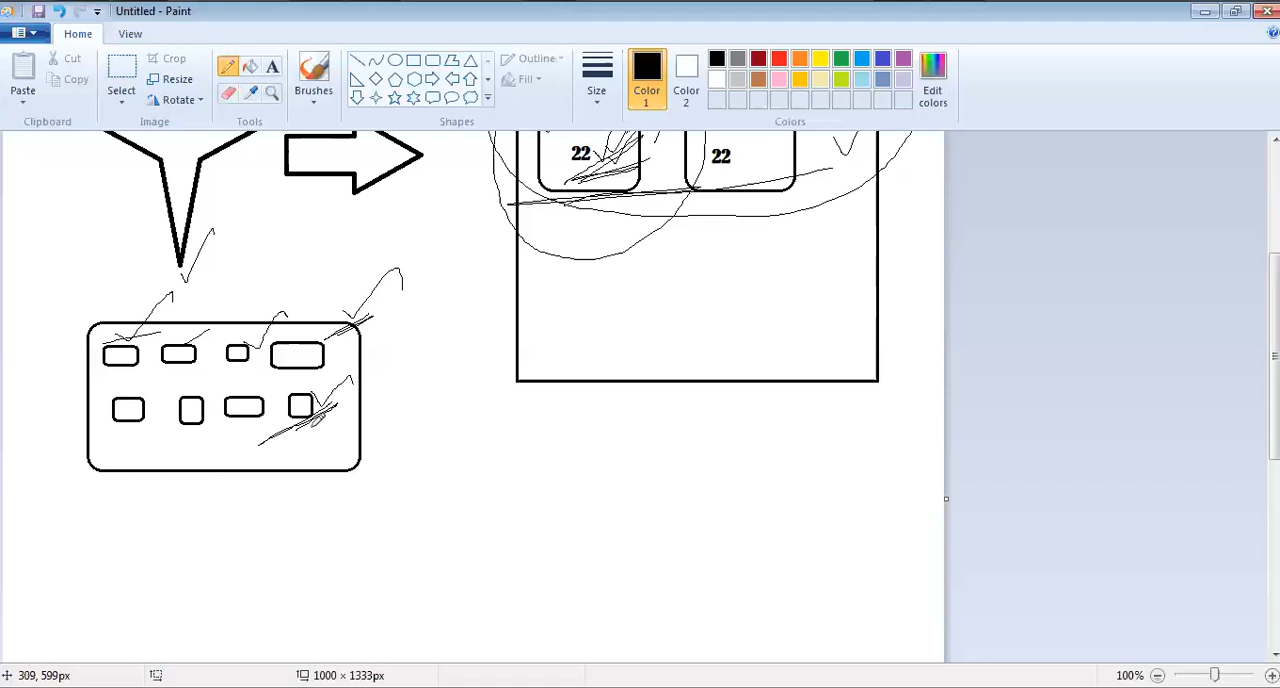 Untitled - Paint
Home
View
Paste
Cut
Copy
Clipboard
Select
Crop
Resize
Rotate
Image
Tools
Brushes
Outline
Fill
Shapes
Size
Color
1
Color
2
Edit
colors
Colors
22
22
309, 599px
1000 × 1333px
100%